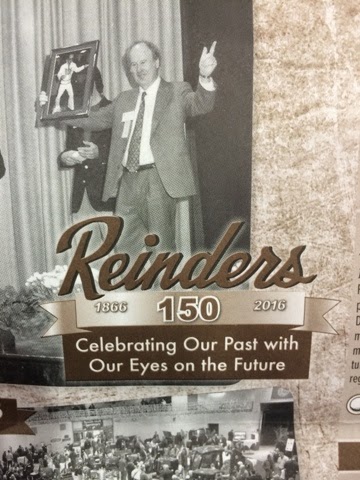 Reinders
1866 150 2016
Celebrating Our Past with
Our Eyes on the Future